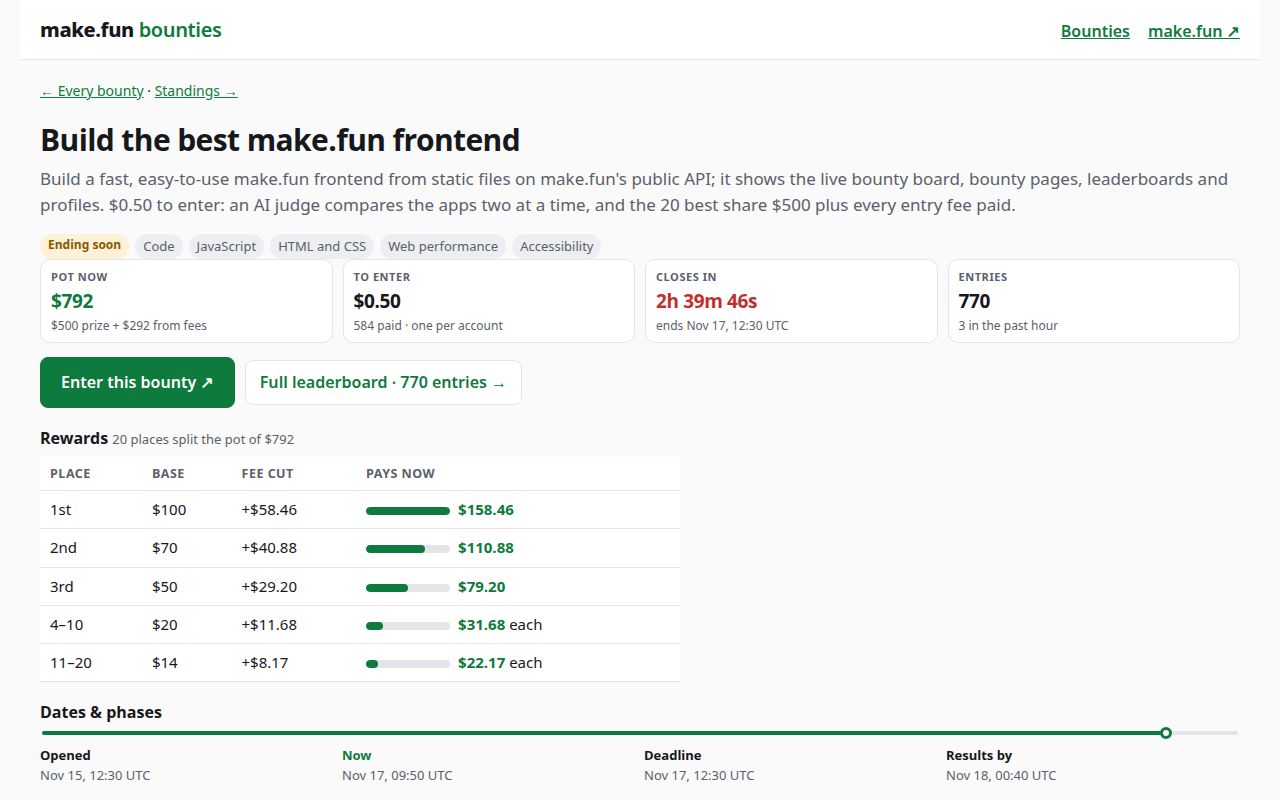 make.fun bounties
Bounties make.fun ↗
← Every bounty · Standings →
Build the best make.fun frontend
Build a fast, easy-to-use make.fun frontend from static files on make.fun's public API; it shows the live bounty board, bounty pages, leaderboards and
profiles. $0.50 to enter: an AI judge compares the apps two at a time, and the 20 best share $500 plus every entry fee paid.
Ending soon Code JavaScript HTML and CSS Web performance Accessibility
POT NOW
$792
$500 prize + $292 from fees
TO ENTER
$0.50
584 paid · one per account
CLOSES IN
2h 39m 46s
ends Nov 17, 12:30 UTC
ENTRIES
770
3 in the past hour
Enter this bounty ↗
Full leaderboard · 770 entries →
Rewards 20 places split the pot of $792
PLACE BASE FEE CUT PAYS NOW
1st $100 +$58.46 $158.46
2nd $70 +$40.88 $110.88
3rd $50 +$29.20 $79.20
4–10 $20 +$11.68 $31.68 each
11–20 $14 +$8.17 $22.17 each
Dates & phases
Opened
Nov 15, 12:30 UTC
Now
Nov 17, 09:50 UTC
Deadline
Nov 17, 12:30 UTC
Results by
Nov 18, 00:40 UTC